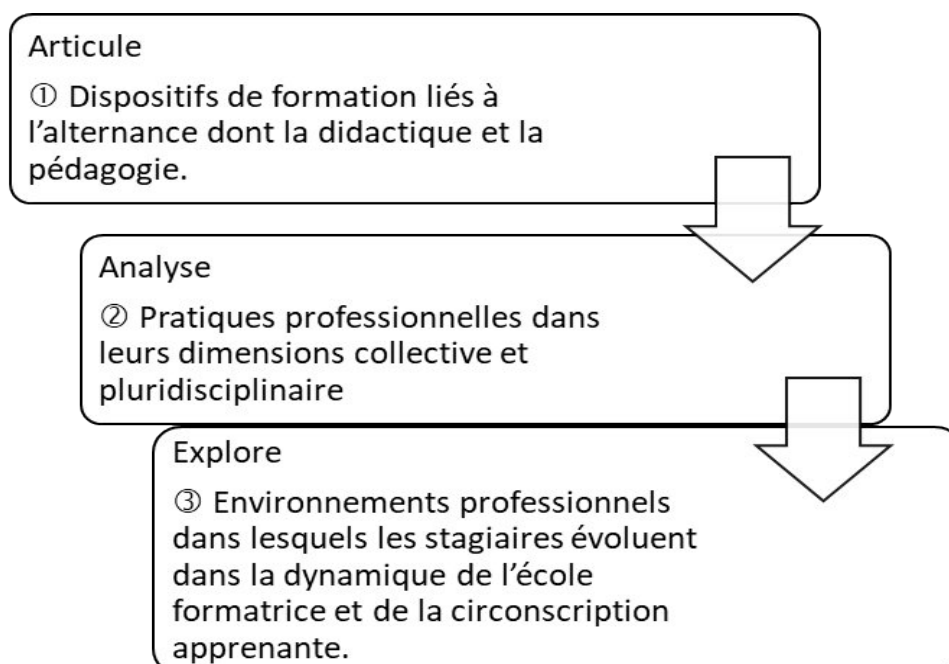 Articule
① Dispositifs de formation liés à
l’alternance dont la didactique et la
pédagogie.
Analyse
② Pratiques professionnelles dans
leurs dimensions collective et
pluridisciplinaire
Explore
③ Environnements professionnels
dans lesquels les stagiaires évoluent
dans la dynamique de l’école
formatrice et de la circonscription
apprenante.